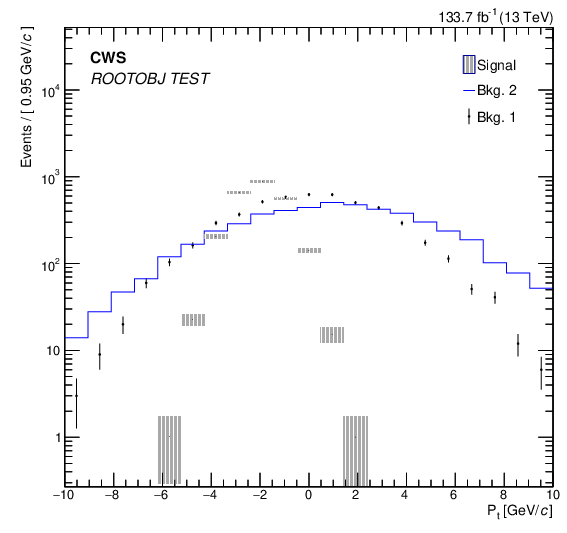 133.7 fb⁻¹ (13 TeV)
Events / [ 0.95 GeV/c ]
CWS
ROOTOBJ TEST
Signal
Bkg. 2
Bkg. 1
10⁴
10³
10²
10
1
−10 −8 −6 −4 −2 0 2 4 6 8 10
Pₜ [GeV/c]